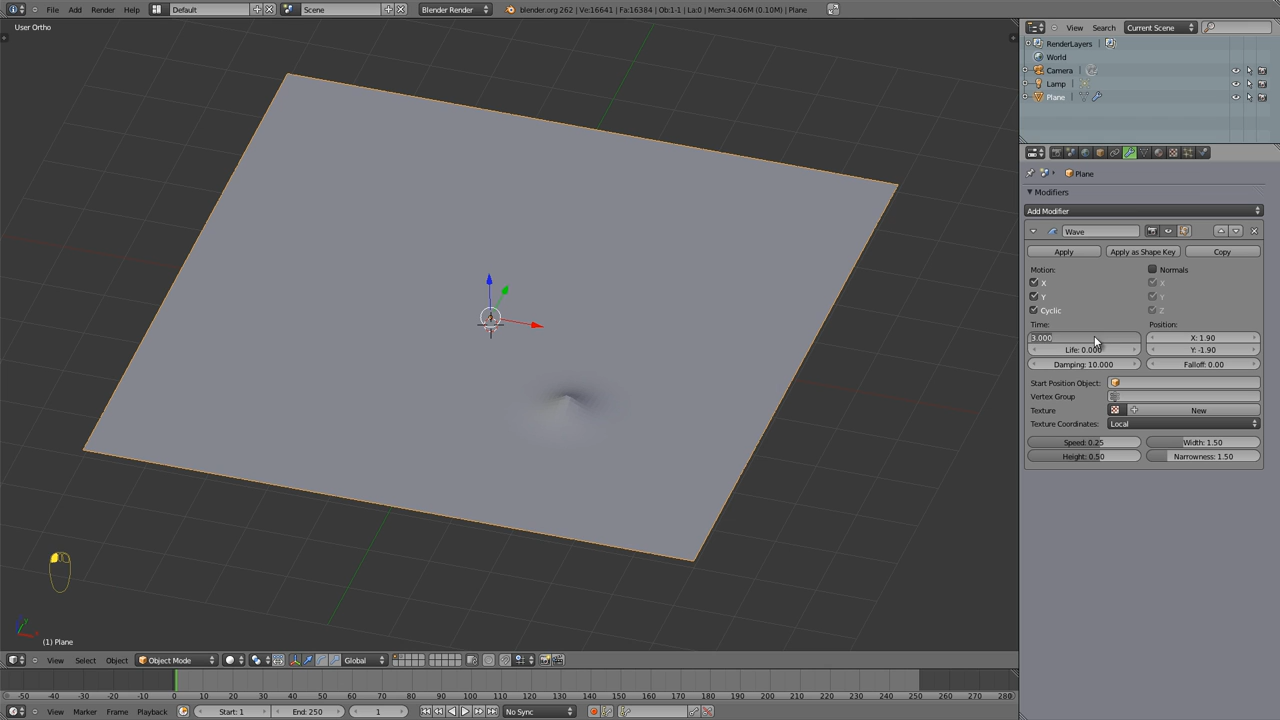 File Add Render Help Default Scene Blender Render blender.org 262 | Ve:16641 | Fa:16384 | Ob:1-1 | La:0 | Mem:34.06M (0.10M) | Plane
User Ortho
View Search Current Scene
RenderLayers
World
Camera
Lamp
Plane
Plane
Modifiers
Add Modifier
Wave
Apply Apply as Shape Key Copy
Motion: Normals
X X
Y Y
Cyclic Z
Time: Position:
3.000 X: 1.90
Life: 0.000 Y: -1.90
Damping: 10.000 Falloff: 0.00
Start Position Object:
Vertex Group
Texture New
Texture Coordinates: Local
Speed: 0.25 Width: 1.50
Height: 0.50 Narrowness: 1.50
(1) Plane
View Select Object Object Mode Global
-50 -40 -30 -20 -10 0 10 20 30 40 50 60 70 80 90 100 110 120 130 140 150 160 170 180 190 200 210 220 230 240 250 260 270 280
View Marker Frame Playback Start: 1 End: 250 1 No Sync